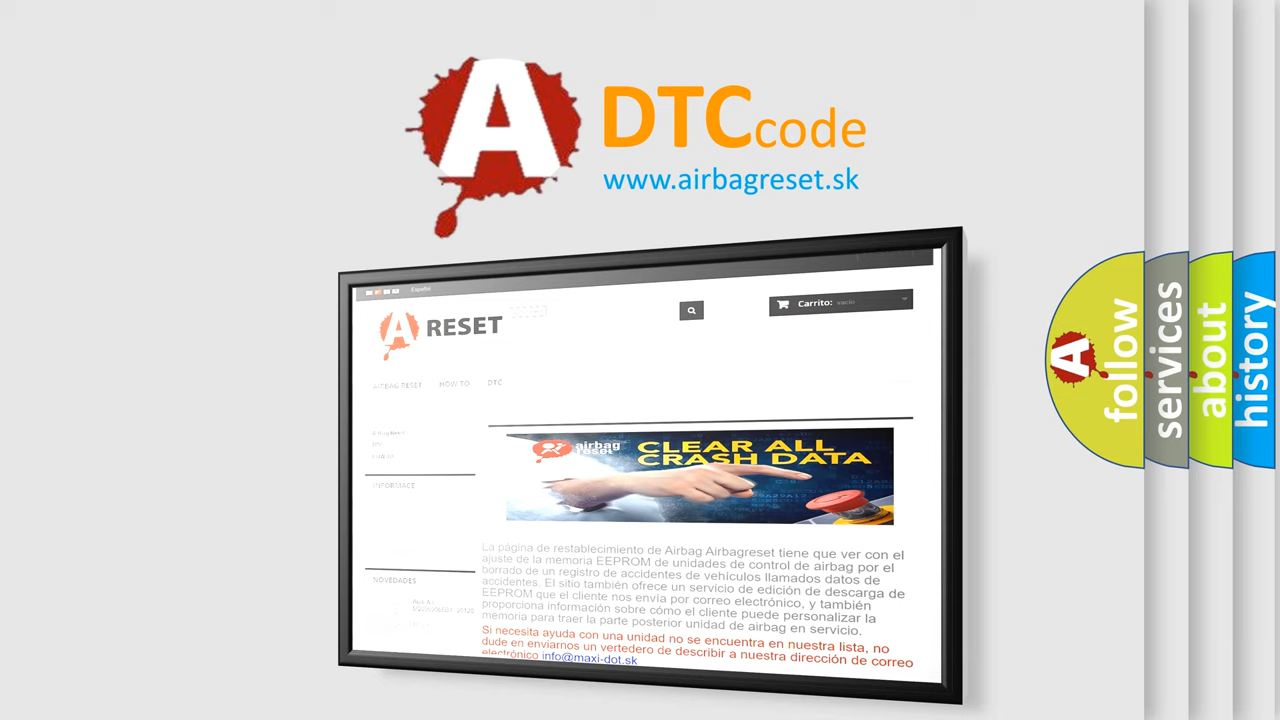 A DTCcode
www.airbagreset.sk
Español
A RESET
Carrito: vacío
AIRBAG RESET HOW TO DTC
INFORMACE
NOVEDADES
airbag reset
CLEAR ALL
CRASH DATA
La página de restablecimiento de Airbag Airbagreset tiene que ver con el
ajuste de la memoria EEPROM de unidades de control de airbag por el
borrado de un registro de accidentes de vehículos llamados datos de
accidentes. El sitio también ofrece un servicio de edición de descarga de
EEPROM que el cliente nos envía por correo electrónico, y también
proporciona información sobre cómo el cliente puede personalizar la
memoria para traer la parte posterior unidad de airbag en servicio.
Si necesita ayuda con una unidad no se encuentra en nuestra lista, no
dude en enviarnos un vertedero de describir a nuestra dirección de correo
electrónico info@maxi-dot.sk
A follow
services
about
history